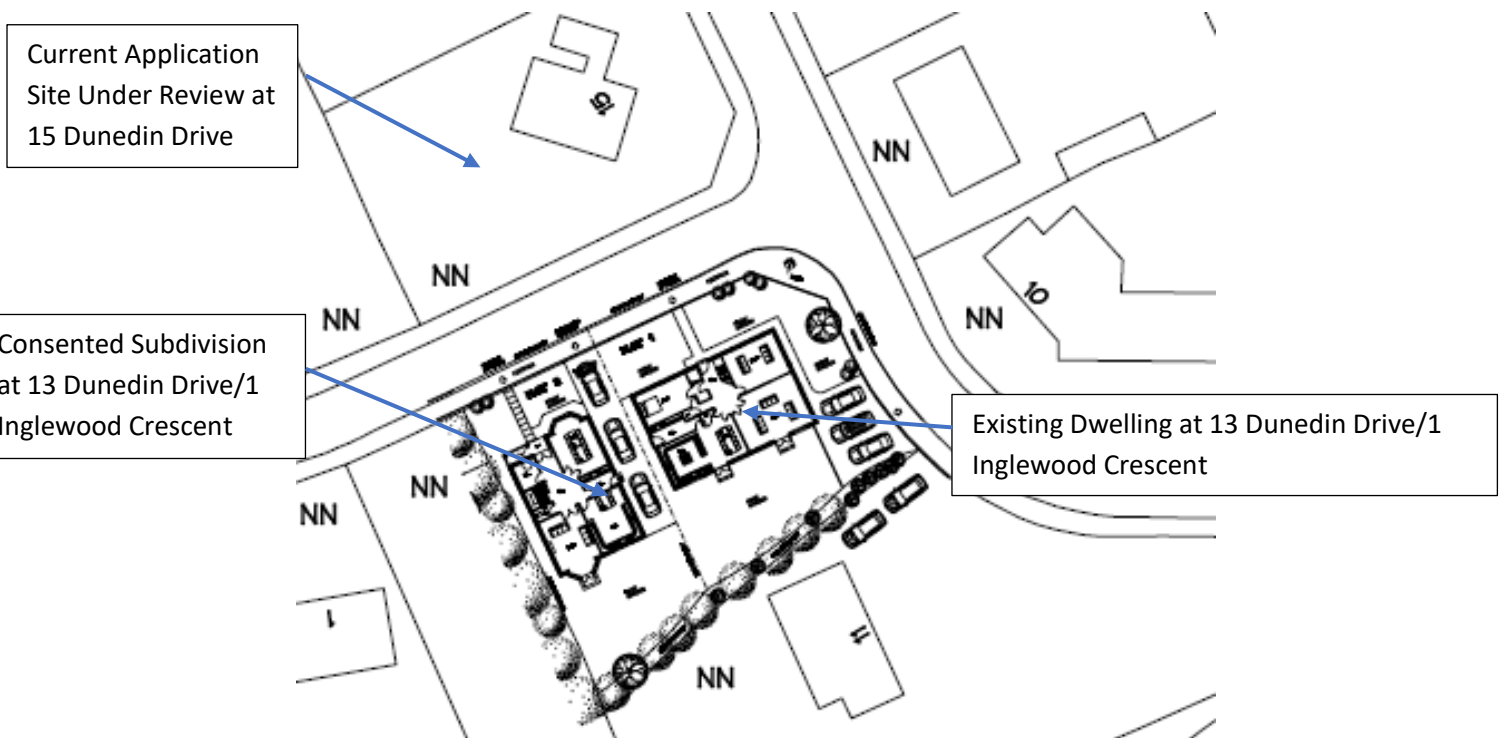 Current Application
Site Under Review at
15 Dunedin Drive
15
NN
10
NN
NN
NN
Consented Subdivision
at 13 Dunedin Drive/1
Inglewood Crescent
Existing Dwelling at 13 Dunedin Drive/1
Inglewood Crescent
NN
NN
1
11
NN